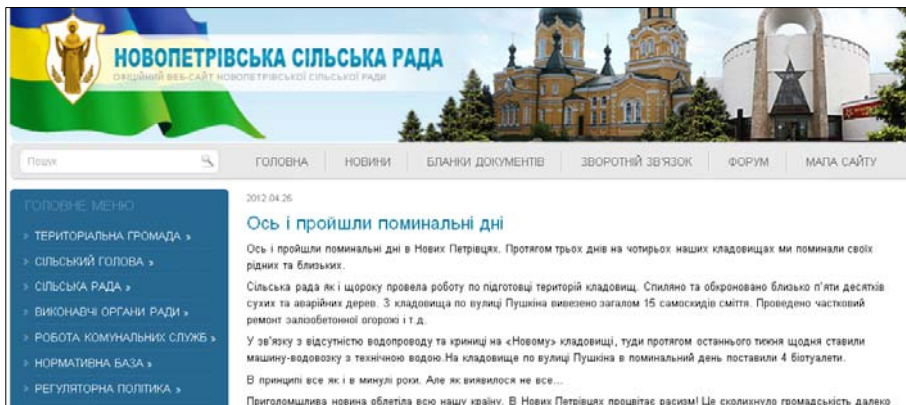 НОВОПЕТРІВСЬКА СІЛЬСЬКА РАДА
ОФІЦІЙНИЙ ВЕБ-САЙТ НОВОПЕТРІВСЬКОЇ СІЛЬСЬКОЇ РАДИ
Пошук
ГОЛОВНА НОВИНИ БЛАНКИ ДОКУМЕНТІВ ЗВОРОТНІЙ ЗВ'ЯЗОК ФОРУМ МАПА САЙТУ
ГОЛОВНЕ МЕНЮ
» ТЕРИТОРІАЛЬНА ГРОМАДА »
» СІЛЬСЬКИЙ ГОЛОВА »
» СІЛЬСЬКА РАДА »
» ВИКОНАВЧІ ОРГАНИ РАДИ »
» РОБОТА КОМУНАЛЬНИХ СЛУЖБ »
» НОРМАТИВНА БАЗА »
» РЕГУЛЯТОРНА ПОЛІТИКА »
2012.04.26
Ось і пройшли поминальні дні
Ось і пройшли поминальні дні в Нових Петрівцях. Протягом трьох днів на чотирьох наших кладовищах ми поминали своїх
рідних та близьких.
Сільська рада як і щороку провела роботу по підготовці територій кладовищ. Спиляно та обкроновано близько п'яти десятків
сухих та аварійних дерев. З кладовища по вулиці Пушкіна вивезено загалом 15 самоскидів сміття. Проведено частковий
ремонт залізобетонної огорожі і т.д.
У зв'язку з відсутністю водопроводу та криниці на «Новому» кладовищі, туди протягом останнього тижня щодня ставили
машину-водовозку з технічною водою.На кладовище по вулиці Пушкіна в поминальний день поставили 4 біотуалети.
В принципі все як і в минулі роки. Але як виявилося не все...
Приголомшлива новина облетіла всю нашу країну. В Нових Петрівцях процвітає расизм! Це сколихнуло громадськість далеко